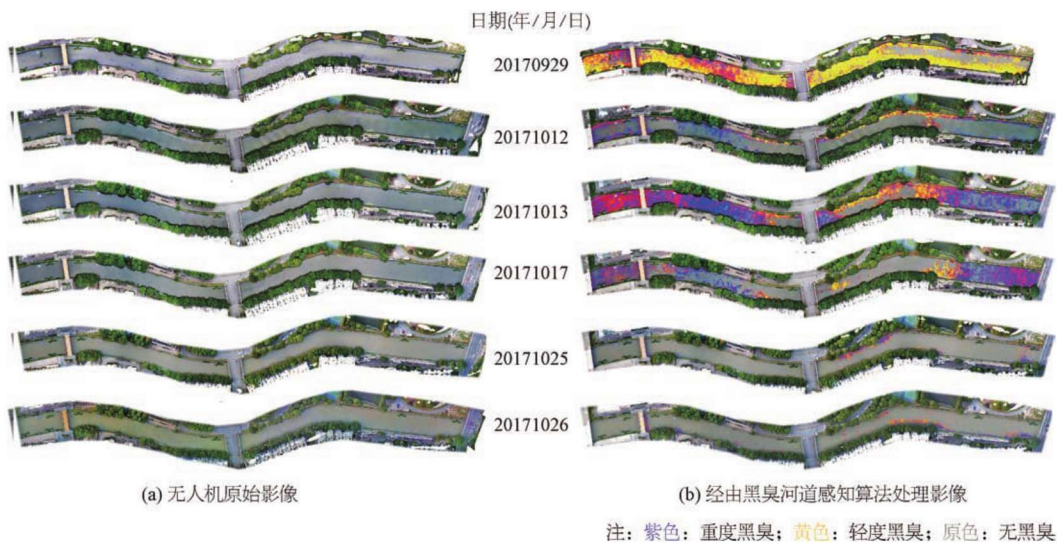 日期(年/月/日)
20170929
20171012
20171013
20171017
20171025
20171026
(a) 无人机原始影像
(b) 经由黑臭河道感知算法处理影像
注：紫色：重度黑臭；黄色：轻度黑臭；原色：无黑臭